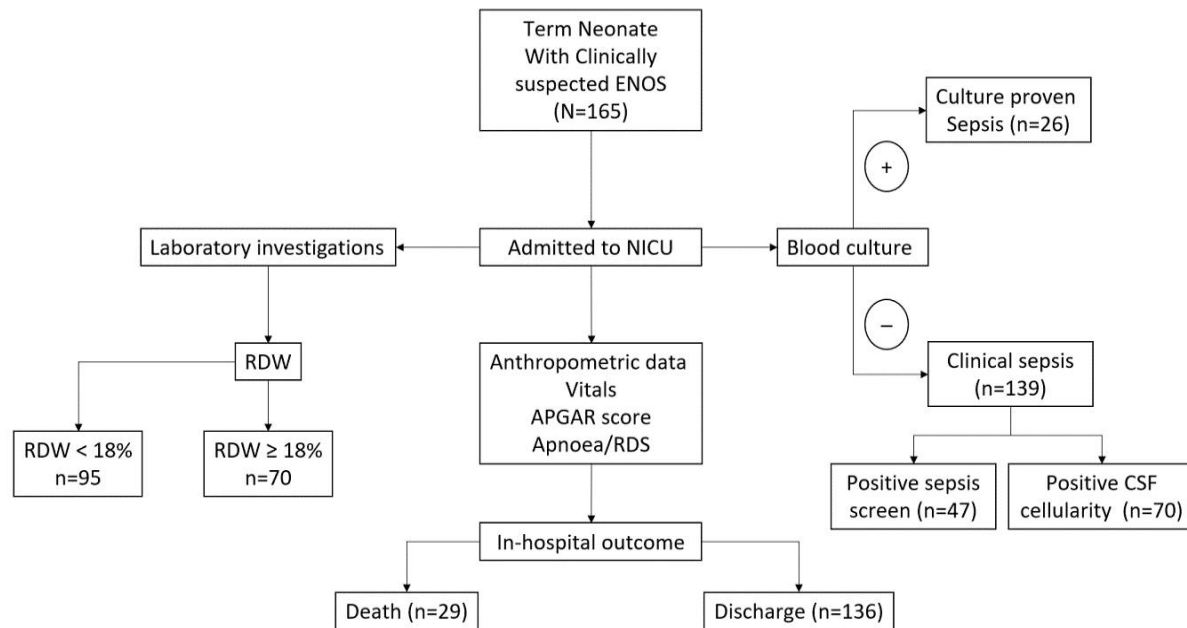 Term Neonate
With Clinically
suspected ENOS
(N=165)
Culture proven
Sepsis (n=26)
+
Laboratory investigations
Admitted to NICU
Blood culture
–
RDW
Anthropometric data
Vitals
APGAR score
Apnoea/RDS
Clinical sepsis
(n=139)
RDW < 18%
n=95
RDW ≥ 18%
n=70
Positive sepsis
screen (n=47)
Positive CSF
cellularity (n=70)
In-hospital outcome
Death (n=29)
Discharge (n=136)